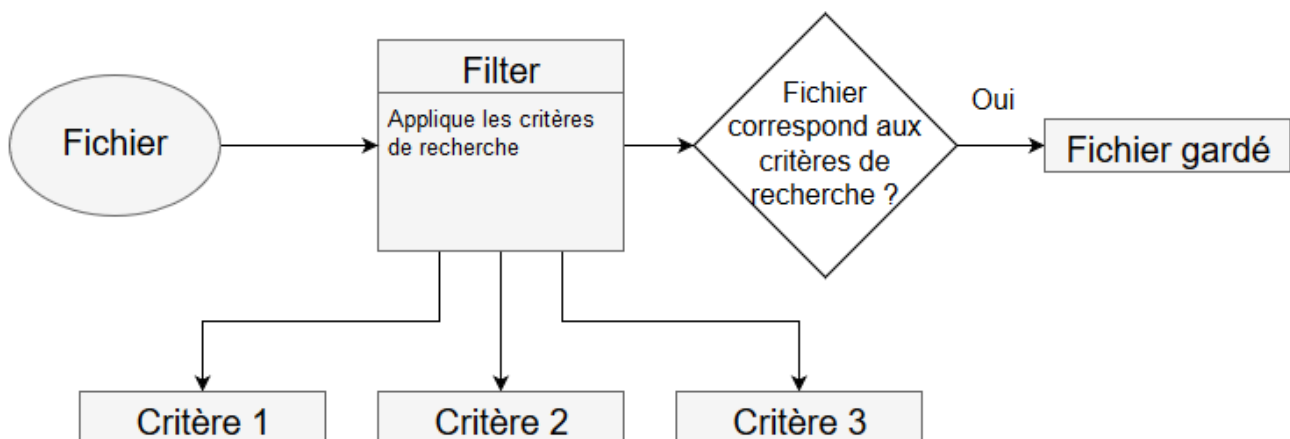 Fichier
Filter
Applique les critères
de recherche
Fichier
correspond aux
critères de
recherche ?
Oui
Fichier gardé
Critère 1
Critère 2
Critère 3